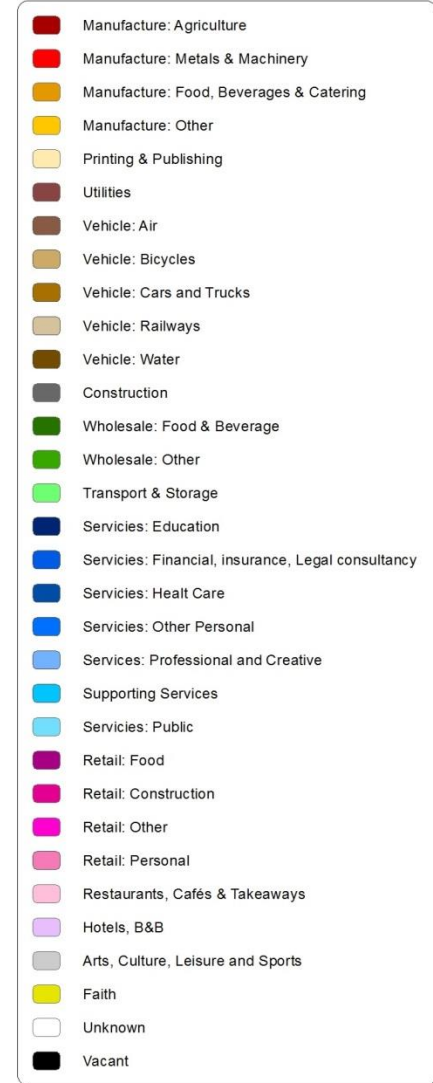 Manufacture: Agriculture
Manufacture: Metals & Machinery
Manufacture: Food, Beverages & Catering
Manufacture: Other
Printing & Publishing
Utilities
Vehicle: Air
Vehicle: Bicycles
Vehicle: Cars and Trucks
Vehicle: Railways
Vehicle: Water
Construction
Wholesale: Food & Beverage
Wholesale: Other
Transport & Storage
Servicies: Education
Servicies: Financial, insurance, Legal consultancy
Servicies: Healt Care
Servicies: Other Personal
Services: Professional and Creative
Supporting Services
Servicies: Public
Retail: Food
Retail: Construction
Retail: Other
Retail: Personal
Restaurants, Cafés & Takeaways
Hotels, B&B
Arts, Culture, Leisure and Sports
Faith
Unknown
Vacant